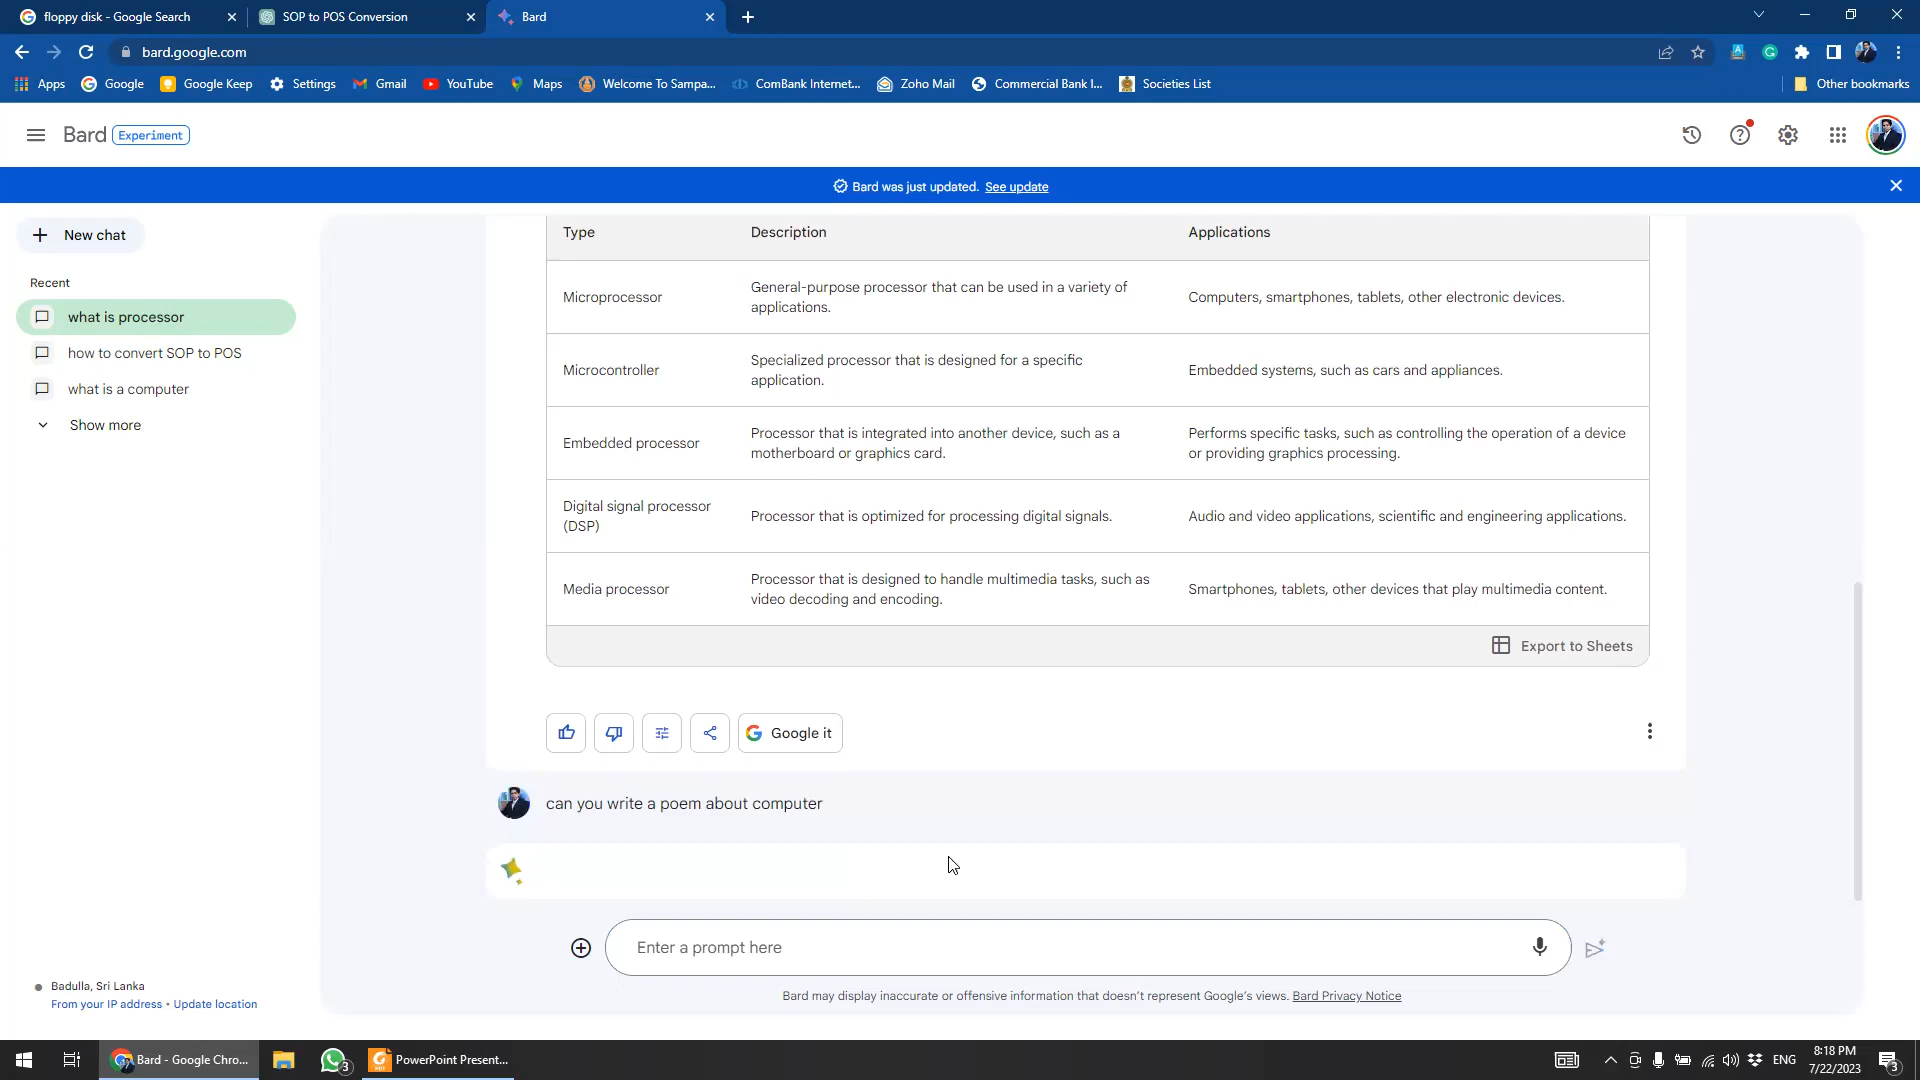 floppy disk - Google Search
SOP to POS Conversion
Bard
bard.google.com
Apps
Google
Google Keep
Settings
Gmail
YouTube
Maps
Welcome To Sampa...
ComBank Internet...
Zoho Mail
Commercial Bank I...
Societies List
Other bookmarks
Bard
Experiment
Bard was just updated. See update
New chat
Recent
what is processor
how to convert SOP to POS
what is a computer
Show more
Type Description Applications
Microprocessor
General-purpose processor that can be used in a variety of
applications.
Computers, smartphones, tablets, other electronic devices.
Microcontroller
Specialized processor that is designed for a specific
application.
Embedded systems, such as cars and appliances.
Embedded processor
Processor that is integrated into another device, such as a
motherboard or graphics card.
Performs specific tasks, such as controlling the operation of a device
or providing graphics processing.
Digital signal processor
(DSP)
Processor that is optimized for processing digital signals.
Audio and video applications, scientific and engineering applications.
Media processor
Processor that is designed to handle multimedia tasks, such as
video decoding and encoding.
Smartphones, tablets, other devices that play multimedia content.
Export to Sheets
Google it
can you write a poem about computer
Enter a prompt here
Bard may display inaccurate or offensive information that doesn't represent Google's views. Bard Privacy Notice
Badulla, Sri Lanka
From your IP address • Update location
Bard - Google Chro...
3
PowerPoint Present...
ENG
8:18 PM
7/22/2023
3